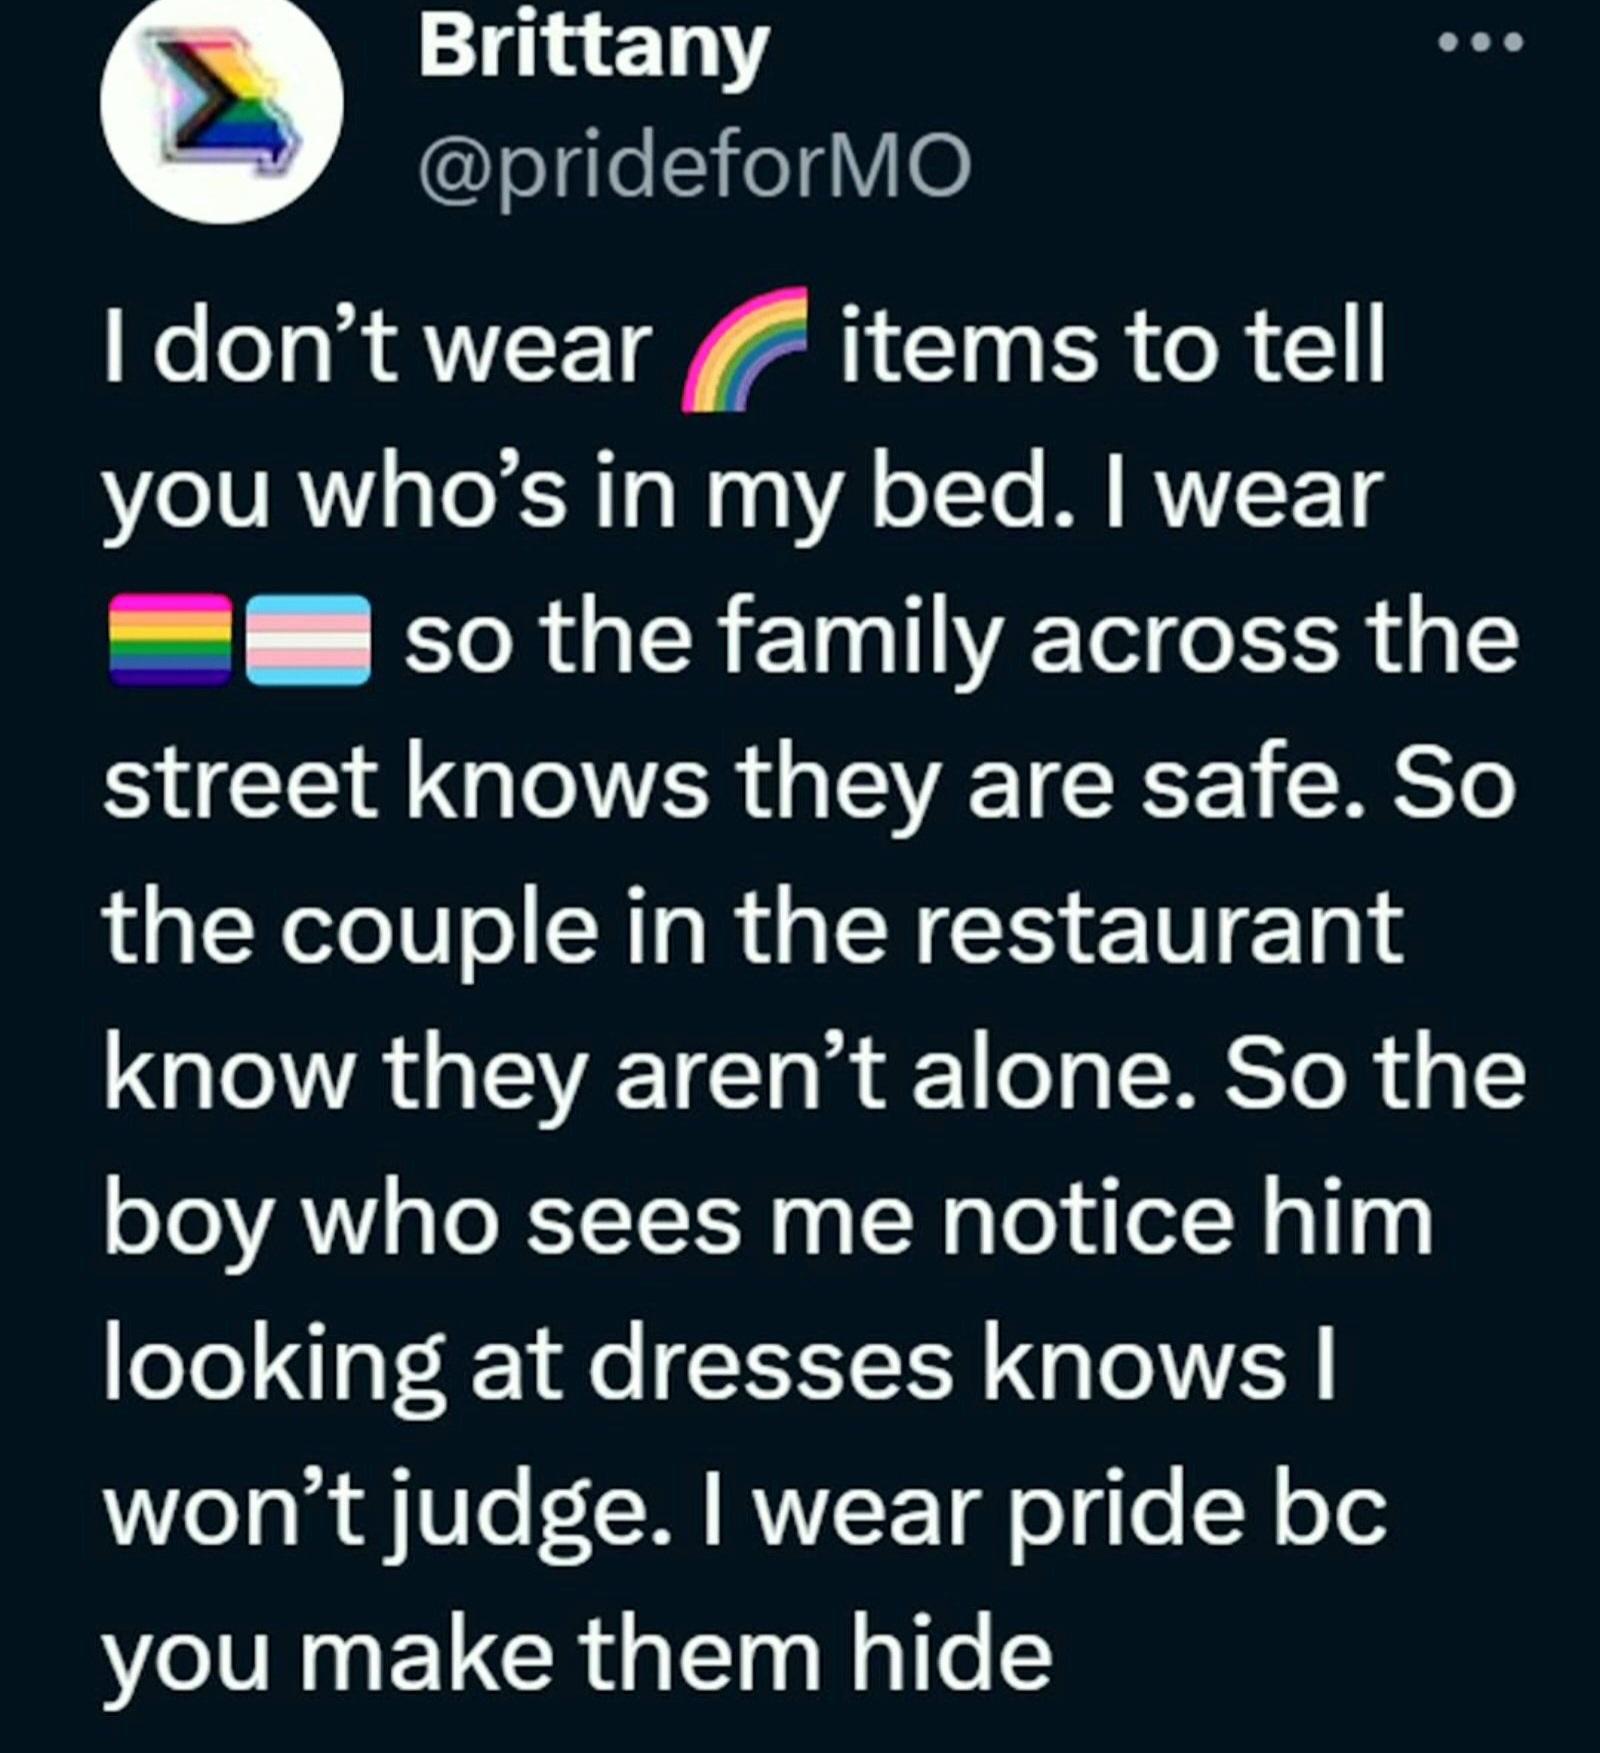 Brittany
@prideforMO
I don’t wear 🌈 items to tell
you who’s in my bed. I wear
🏳️‍🌈🏳️‍⚧️ so the family across the
street knows they are safe. So
the couple in the restaurant
know they aren’t alone. So the
boy who sees me notice him
looking at dresses knows I
won’t judge. I wear pride bc
you make them hide